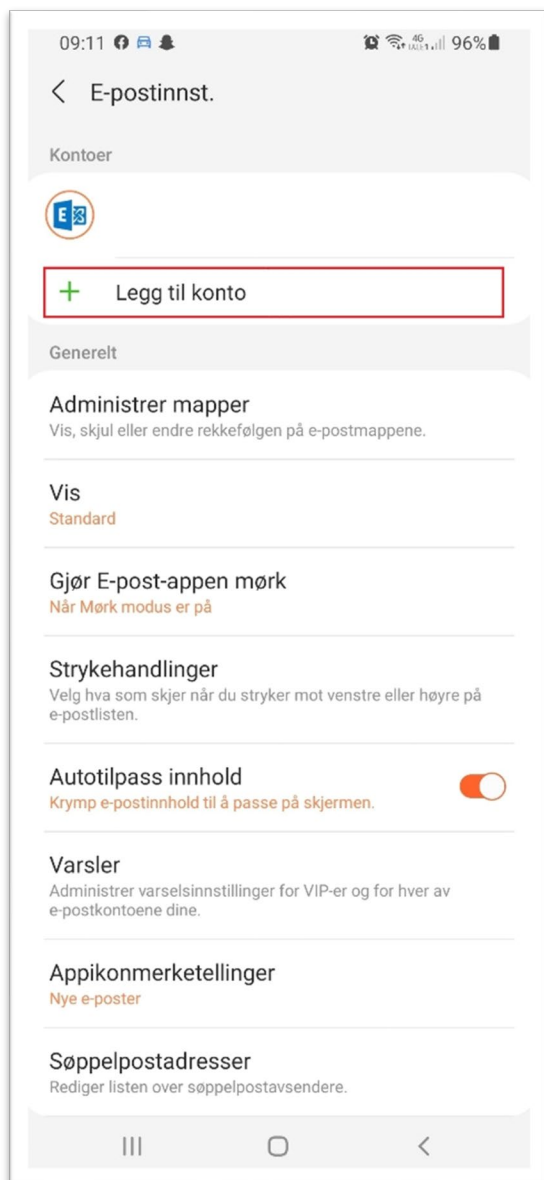 09:11 96%
E-postinnst.
Kontoer
Legg til konto
Generelt
Administrer mapper
Vis, skjul eller endre rekkefølgen på e-postmappene.
Vis
Standard
Gjør E-post-appen mørk
Når Mørk modus er på
Strykehandlinger
Velg hva som skjer når du stryker mot venstre eller høyre på
e-postlisten.
Autotilpass innhold
Krymp e-postinnhold til å passe på skjermen.
Varsler
Administrer varselsinnstillinger for VIP-er og for hver av
e-postkontoene dine.
Appikonmerketellinger
Nye e-poster
Søppelpostadresser
Rediger listen over søppelpostavsendere.